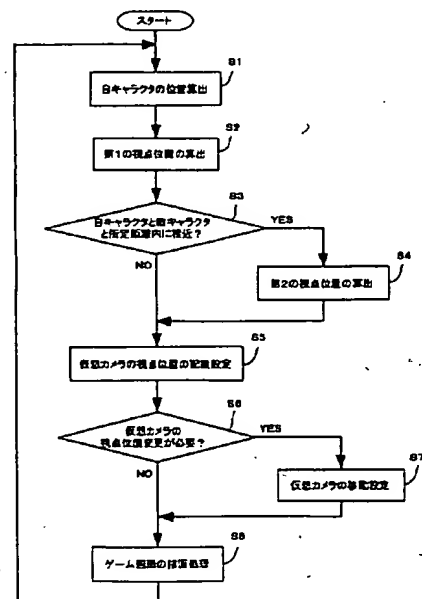 スタート
S1
自キャラクタの位置算出
S2
第1の視点位置の算出
S3
自キャラクタと敵キャラクタ
と所定距離内に接近？
YES
NO
S4
第2の視点位置の算出
S5
仮想カメラの視点位置の配置設定
S6
仮想カメラの
視点位置変更が必要？
YES
NO
S7
仮想カメラの移動設定
S8
ゲーム画面の描画処理